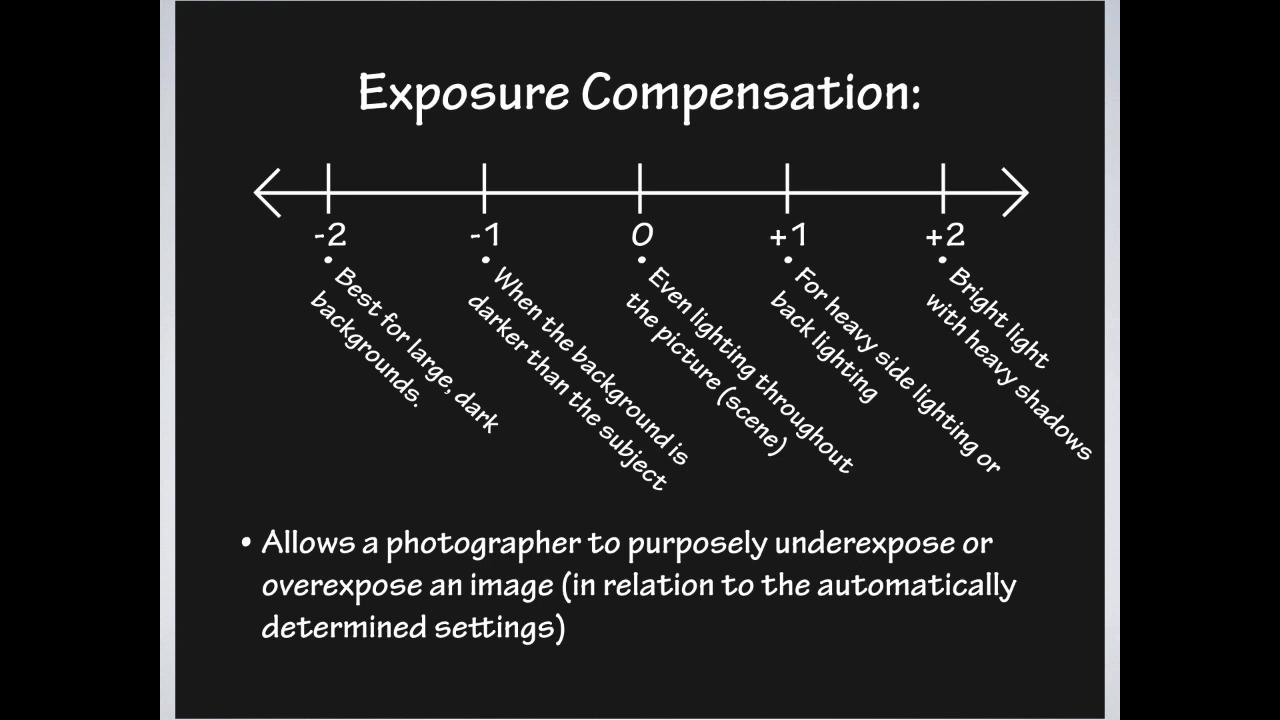 Exposure Compensation:
-2
-1
0
+1
+2
• Best for large, dark
backgrounds.
• When the background is
darker than the subject
• Even lighting throughout
the picture (scene)
• For heavy side lighting or
back lighting
• Bright light
with heavy shadows
• Allows a photographer to purposely underexpose or
overexpose an image (in relation to the automatically
determined settings)